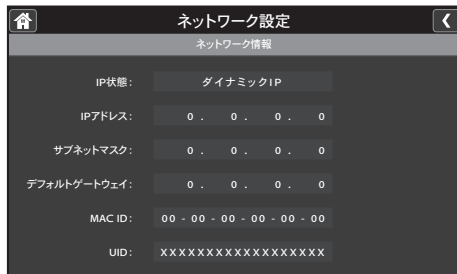 ネットワーク設定
ネットワーク情報
IP状態: ダイナミックIP
IPアドレス: 0 . 0 . 0 . 0
サブネットマスク: 0 . 0 . 0 . 0
デフォルトゲートウェイ: 0 . 0 . 0 . 0
MAC ID: 00 - 00 - 00 - 00 - 00 - 00
UID: XXXXXXXXXXXXXXXXXX